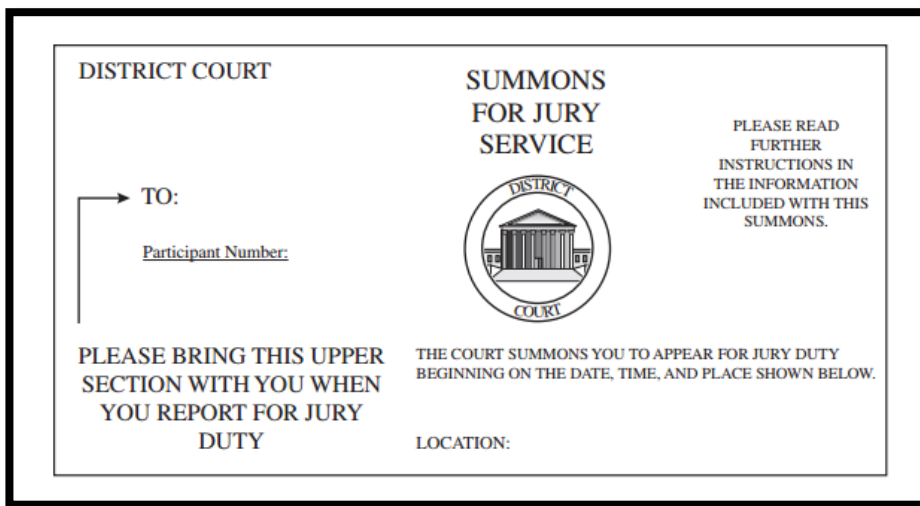 DISTRICT COURT
SUMMONS
FOR JURY
SERVICE
PLEASE READ
FURTHER
INSTRUCTIONS IN
THE INFORMATION
INCLUDED WITH THIS
SUMMONS.
TO:
Participant Number:
DISTRICT
COURT
PLEASE BRING THIS UPPER
SECTION WITH YOU WHEN
YOU REPORT FOR JURY
DUTY
THE COURT SUMMONS YOU TO APPEAR FOR JURY DUTY
BEGINNING ON THE DATE, TIME, AND PLACE SHOWN BELOW.
LOCATION: